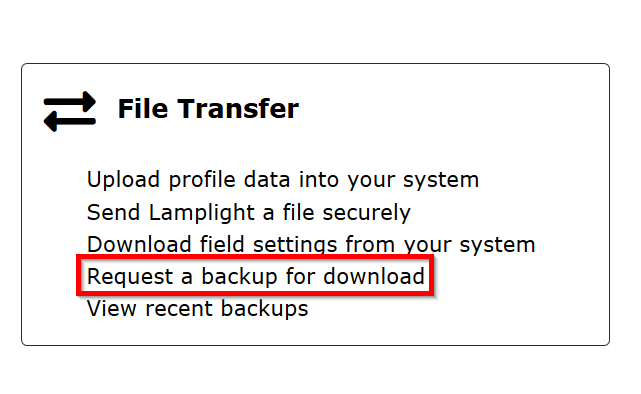 File Transfer
Upload profile data into your system
Send Lamplight a file securely
Download field settings from your system
Request a backup for download
View recent backups